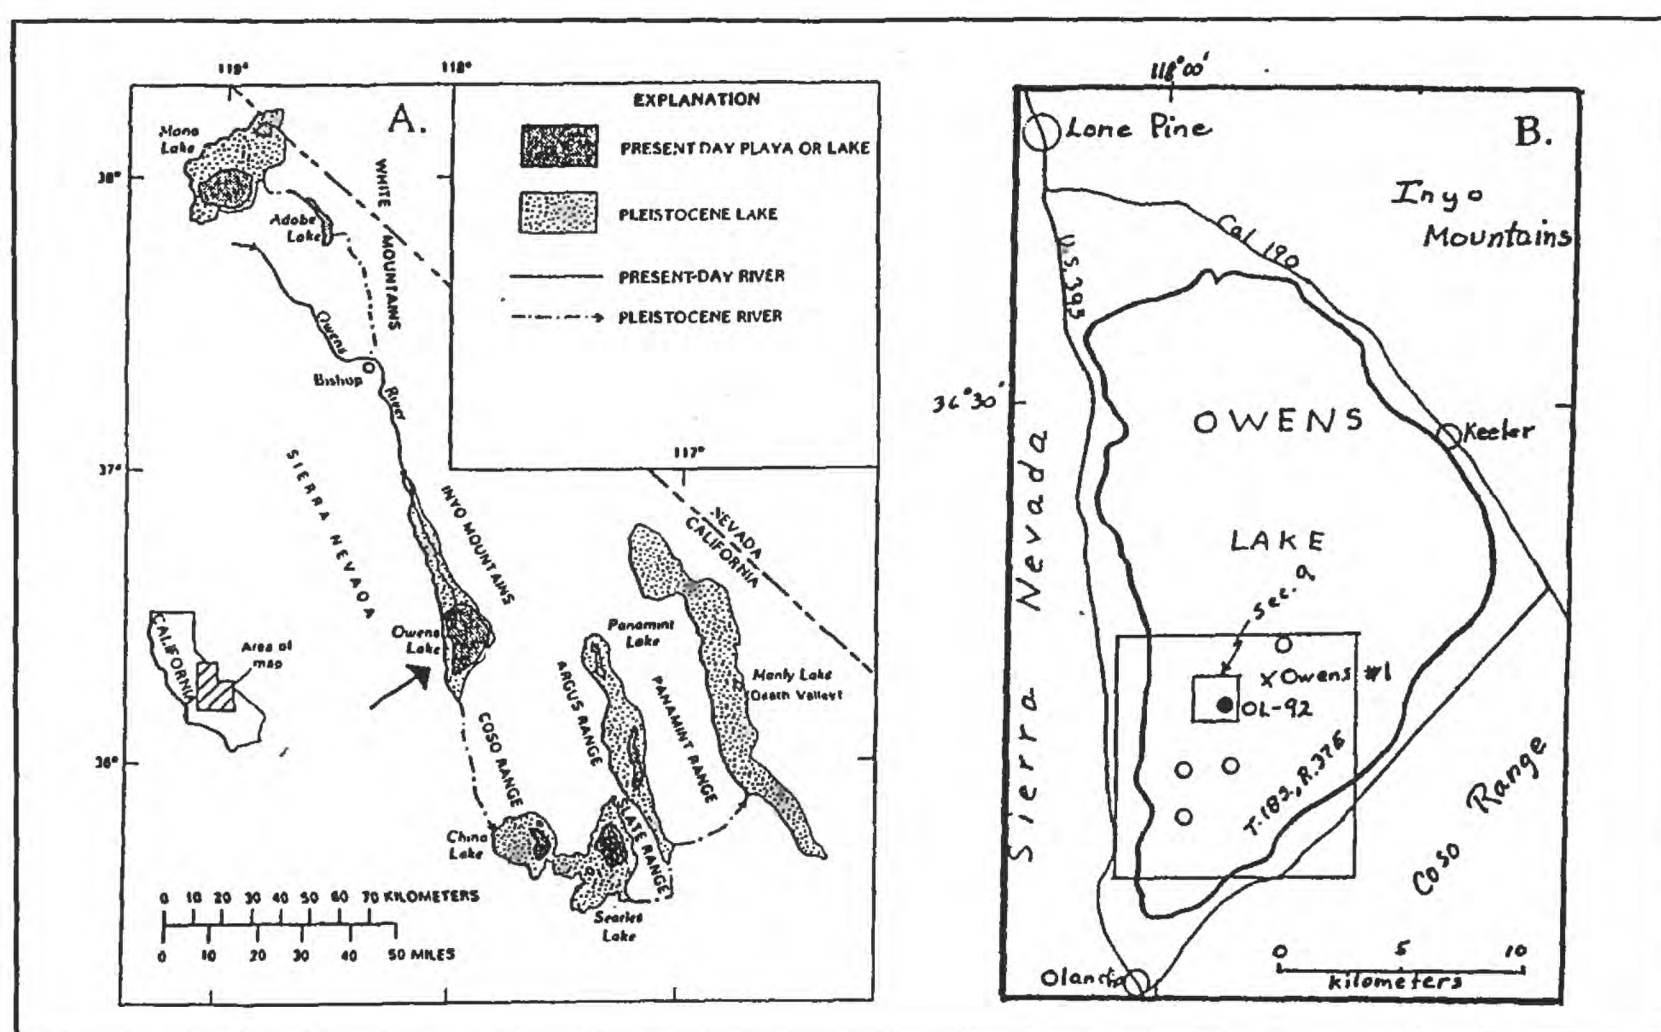 119°
118°
A.
EXPLANATION
PRESENT DAY PLAYA OR LAKE
PLEISTOCENE LAKE
PRESENT-DAY RIVER
PLEISTOCENE RIVER
Mono
Lake
38°
Adobe
Lake
WHITE
MOUNTAINS
Owens
River
Bishop
37°
117°
SIERRA NEVADA
INYO MOUNTAINS
NEVADA
CALIFORNIA
CALIFORNIA
Area of
map
Owens
Lake
Panamint
Lake
Manly Lake
(Death Valley)
ARGUS RANGE
PANAMINT RANGE
COSO RANGE
36°
China
Lake
SLATE RANGE
Searles
Lake
0 10 20 30 40 50 60 70 KILOMETERS
0 10 20 30 40 50 MILES
118°00'
B.
Lone Pine
Inyo
Mountains
Cal 190
U.S. 395
36°30'
OWENS
Keeler
LAKE
Sierra Nevada
X Owens #1
OL-92
Coso Range
0 5 10
kilometers
Olancha